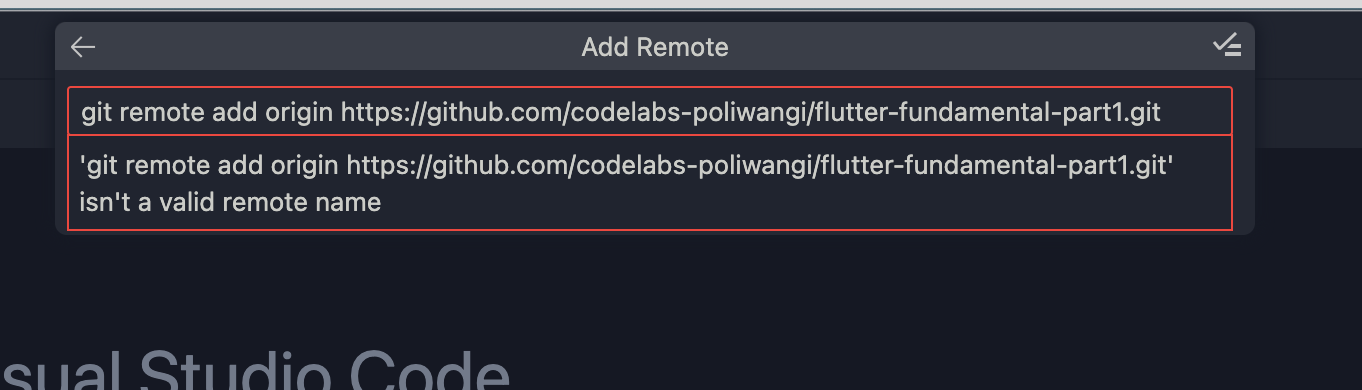 Add Remote
git remote add origin https://github.com/codelabs-poliwangi/flutter-fundamental-part1.git
'git remote add origin https://github.com/codelabs-poliwangi/flutter-fundamental-part1.git'
isn't a valid remote name
sual Studio Code